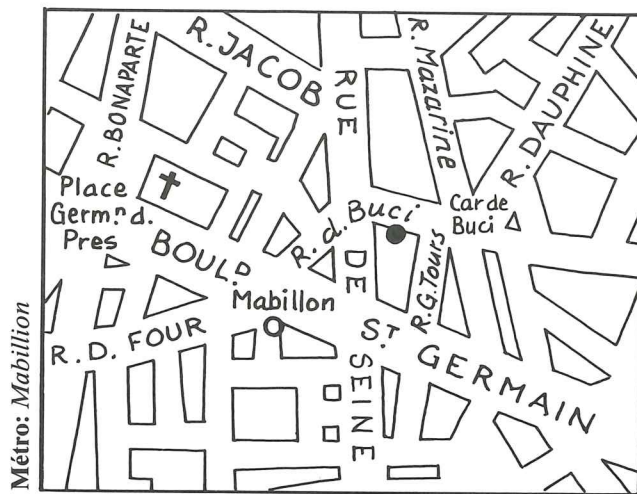 Métro: Mabillion
R. BONAPARTE
R. JACOB
RUE DE SEINE
R. Mazarine
R. DAUPHINE
Place
Germ.n d.
Pres
R. d. Buci
Car de
Buci
BOUL.D ST. GERMAIN
Mabillon
R.G. Tours
R. D. FOUR